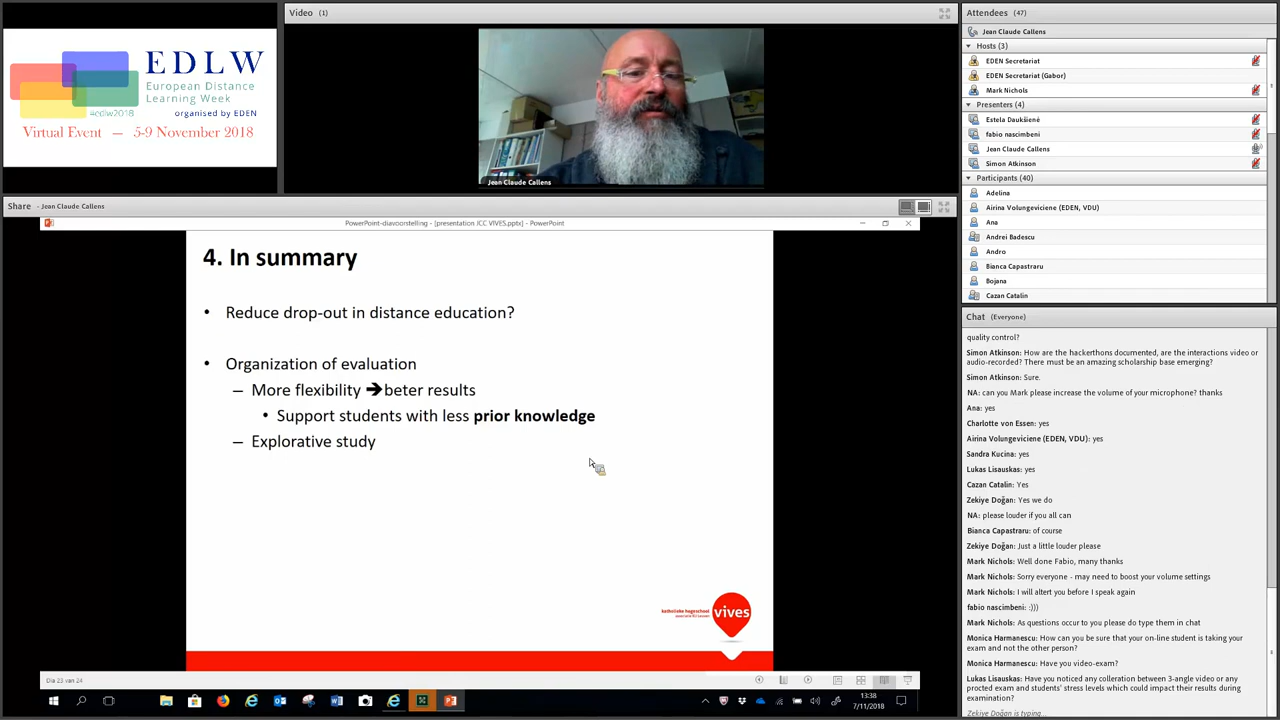 EDLW
European Distance
Learning Week
#edlw2018
organised by EDEN
Virtual Event — 5-9 November 2018
Video (1)
Jean Claude Callens
Share - Jean Claude Callens
PowerPoint-diavoorstelling - [presentation JCC VIVES.pptx] - PowerPoint
4. In summary
• Reduce drop-out in distance education?
• Organization of evaluation
– More flexibility ➔ beter results
• Support students with less prior knowledge
– Explorative study
katholieke hogeschool
vives
Dia 23 van 24
13:38
7/11/2018
Attendees (47)
Jean Claude Callens
Hosts (3)
EDEN Secretariat
EDEN Secretariat (Gabor)
Mark Nichols
Presenters (4)
Estela Daukšienė
fabio nascimbeni
Jean Claude Callens
Simon Atkinson
Participants (40)
Adelina
Airina Volungeviciene (EDEN, VDU)
Ana
Andrei Badescu
Andro
Bianca Capastraru
Bojana
Cazan Catalin
Chat (Everyone)
quality control?
Simon Atkinson: How are the hackerthons documented, are the interactions video or
audio-recorded? There must be an amazing scholarship base emerging?
Simon Atkinson: Sure.
NA: can you Mark please increase the volume of your microphone? thanks
Ana: yes
Charlotte von Essen: yes
Airina Volungeviciene (EDEN, VDU): yes
Sandra Kucina: yes
Lukas Lisauskas: yes
Cazan Catalin: Yes
Zekiye Doğan: Yes we do
NA: please louder if you all can
Bianca Capastraru: of course
Zekiye Doğan: Just a little louder please
Mark Nichols: Well done Fabio, many thanks
Mark Nichols: Sorry everyone - may need to boost your volume settings
Mark Nichols: I will altert you before I speak again
fabio nascimbeni: :)))
Mark Nichols: As questions occur to you please do type them in chat
Monica Harmanescu: How can you be sure that your on-line student is taking your
exam and not the other person?
Monica Harmanescu: Have you video-exam?
Lukas Lisauskas: Have you noticed any colleration between 3-angle video or any
procted exam and students' stress levels which could impact their results during
examination?
Zekiye Doğan is typing...